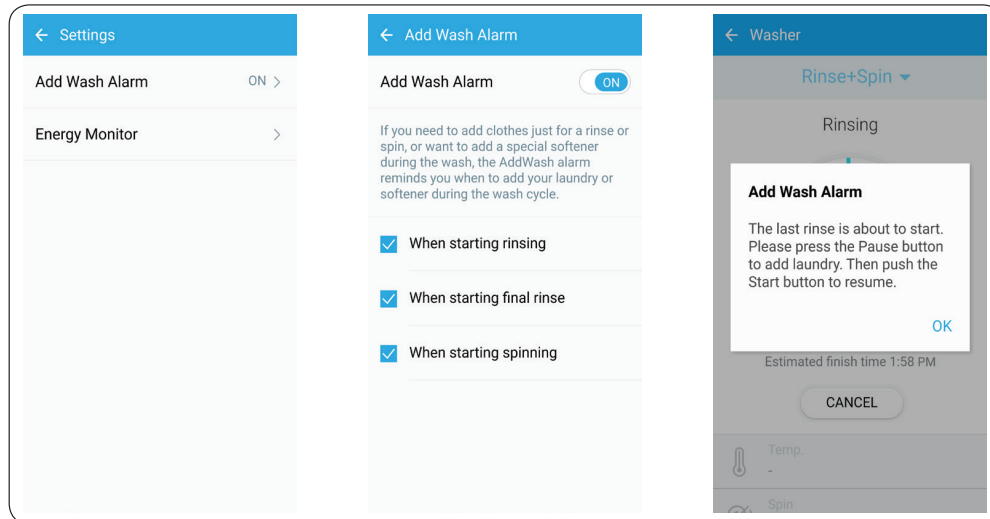 Settings
Add Wash Alarm ON
Energy Monitor
Add Wash Alarm
Add Wash Alarm ON
If you need to add clothes just for a rinse or
spin, or want to add a special softener
during the wash, the AddWash alarm
reminds you when to add your laundry or
softener during the wash cycle.
When starting rinsing
When starting final rinse
When starting spinning
Washer
Rinse+Spin
Rinsing
Add Wash Alarm
The last rinse is about to start.
Please press the Pause button
to add laundry. Then push the
Start button to resume.
OK
Estimated finish time 1:58 PM
CANCEL
Temp.
-
Spin